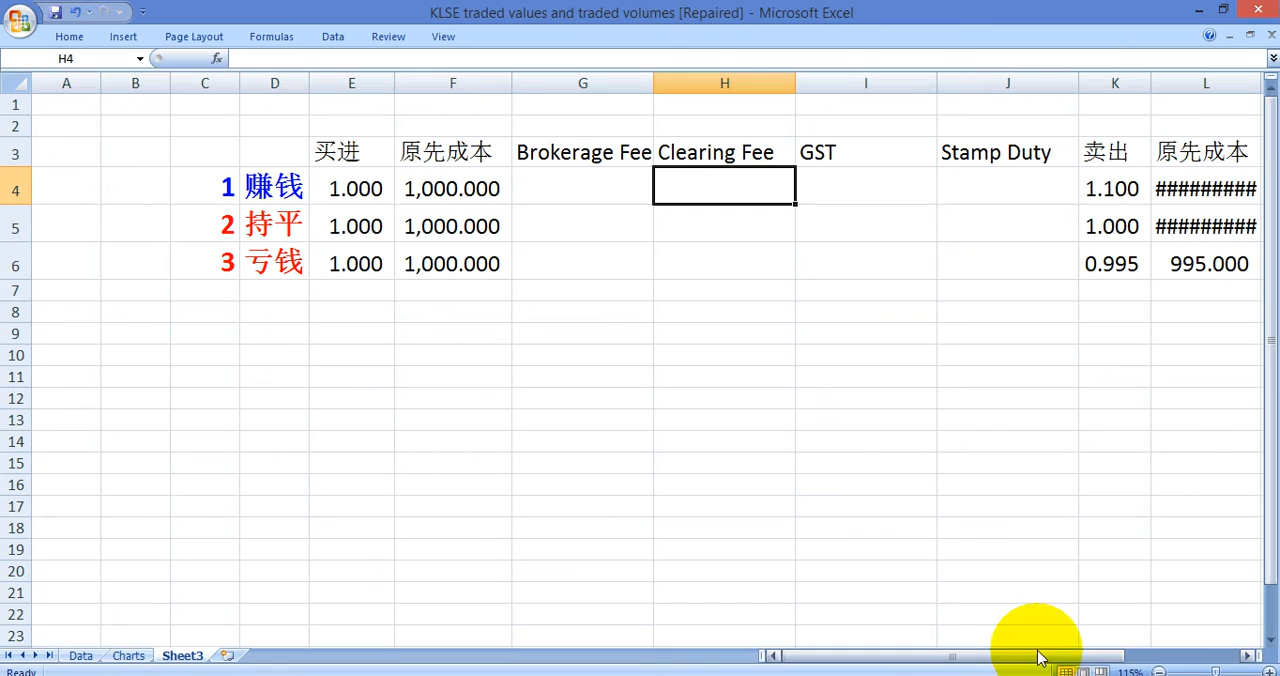 KLSE traded values and traded volumes [Repaired] - Microsoft Excel
Home Insert Page Layout Formulas Data Review View
H4 fx
A B C D E F G H I J K L
1
2
3 买进 原先成本 Brokerage Fee Clearing Fee GST Stamp Duty 卖出 原先成本
4 1 赚钱 1.000 1,000.000 1.100 #########
5 2 持平 1.000 1,000.000 1.000 #########
6 3 亏钱 1.000 1,000.000 0.995 995.000
7
8
9
10
11
12
13
14
15
16
17
18
19
20
21
22
23
Data Charts Sheet3
Ready 115%